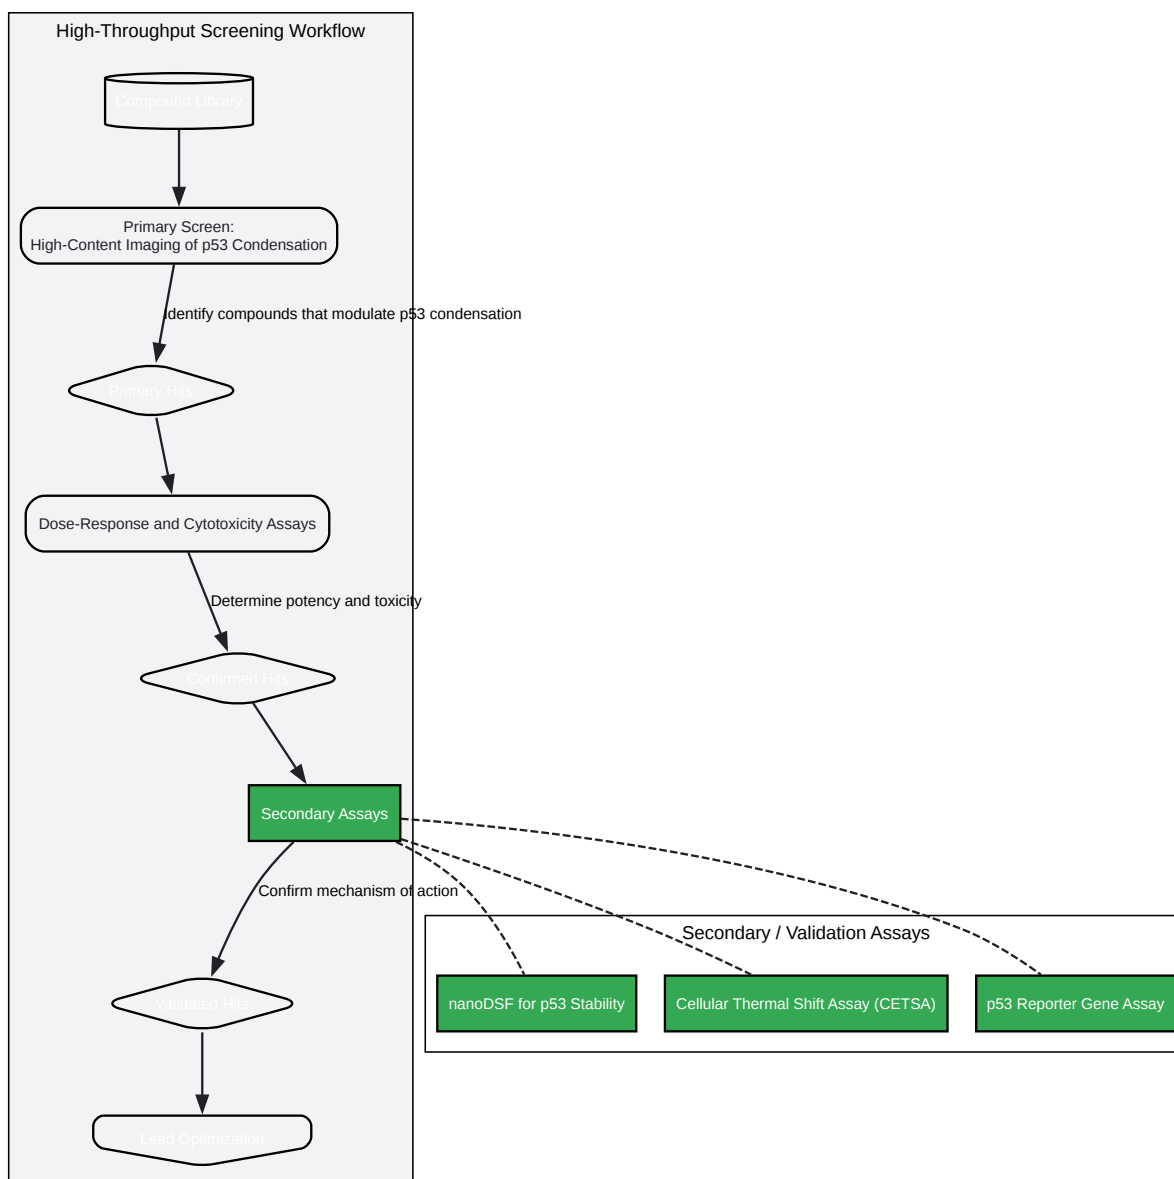 High-Throughput Screening Workflow
Compound Library
Primary Screen:
High-Content Imaging of p53 Condensation
Identify compounds that modulate p53 condensation
Primary Hits
Dose-Response and Cytotoxicity Assays
Determine potency and toxicity
Confirmed Hits
Secondary Assays
Confirm mechanism of action
Secondary / Validation Assays
nanoDSF for p53 Stability
Cellular Thermal Shift Assay (CETSA)
p53 Reporter Gene Assay
Validated Hits
Lead Optimization